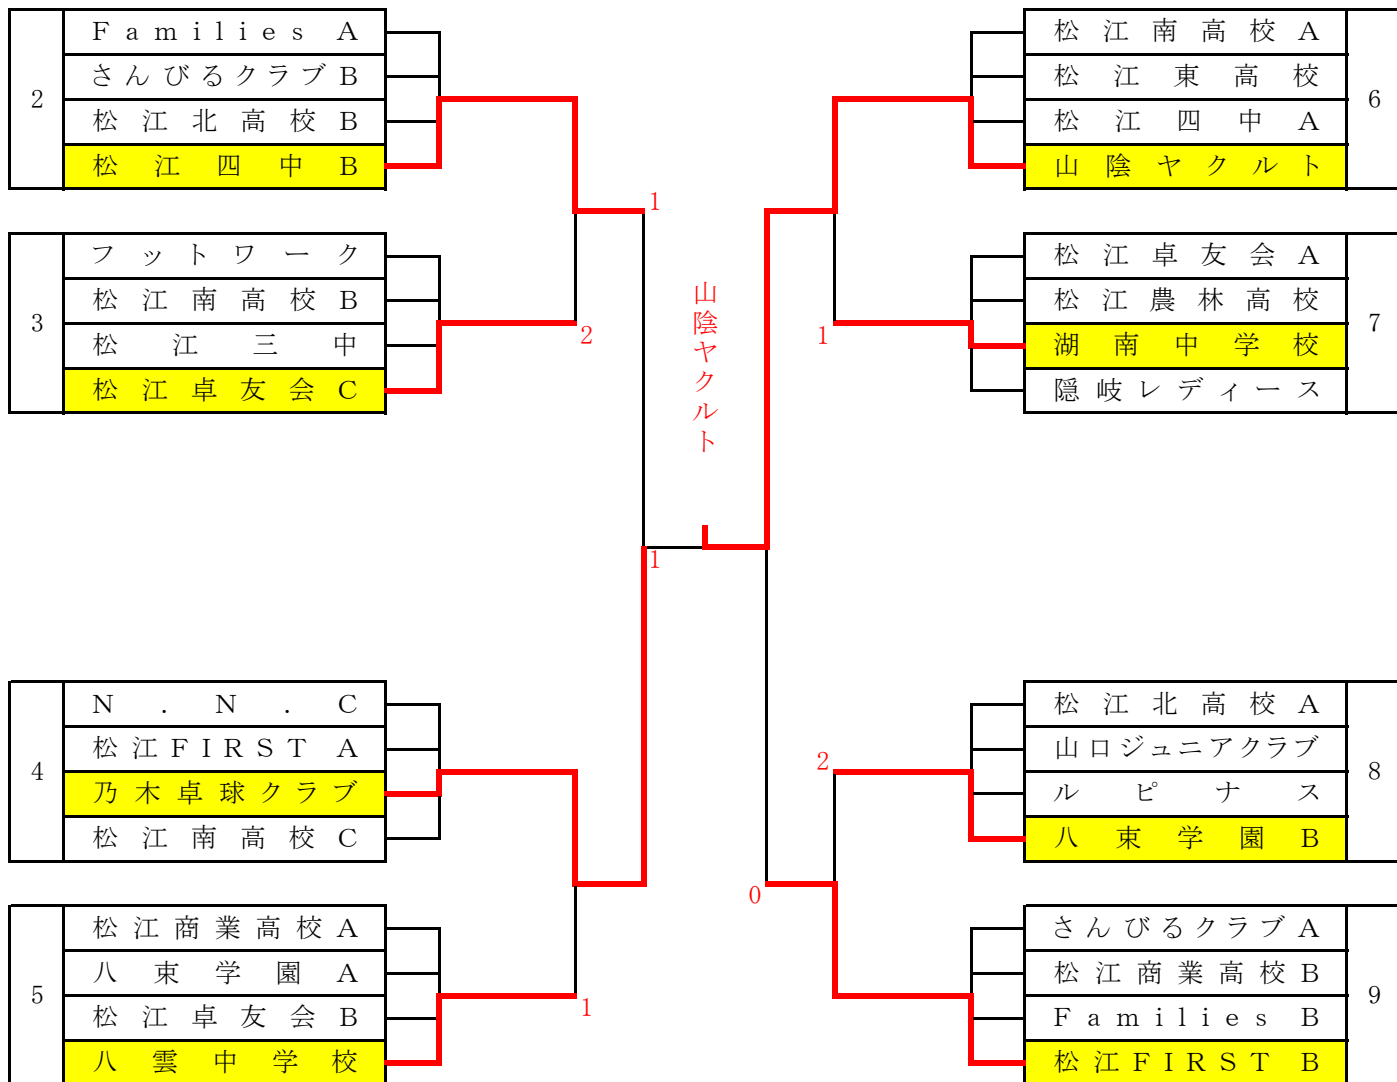 2
Families A
さんびるクラブB
松江北高校B
松江四中B
3
フットワーク
松江南高校B
松江三中
松江卓友会C
4
N.N.C
松江FIRST A
乃木卓球クラブ
松江南高校C
5
松江商業高校A
八束学園A
松江卓友会B
八雲中学校
1
2
1
1
山陰ヤクルト
1
2
0
松江南高校A
松江東高校
松江四中A
山陰ヤクルト
6
松江卓友会A
松江農林高校
湖南中学校
隠岐レディース
7
松江北高校A
山口ジュニアクラブ
ルピナス
八束学園B
8
さんびるクラブA
松江商業高校B
Families B
松江FIRST B
9